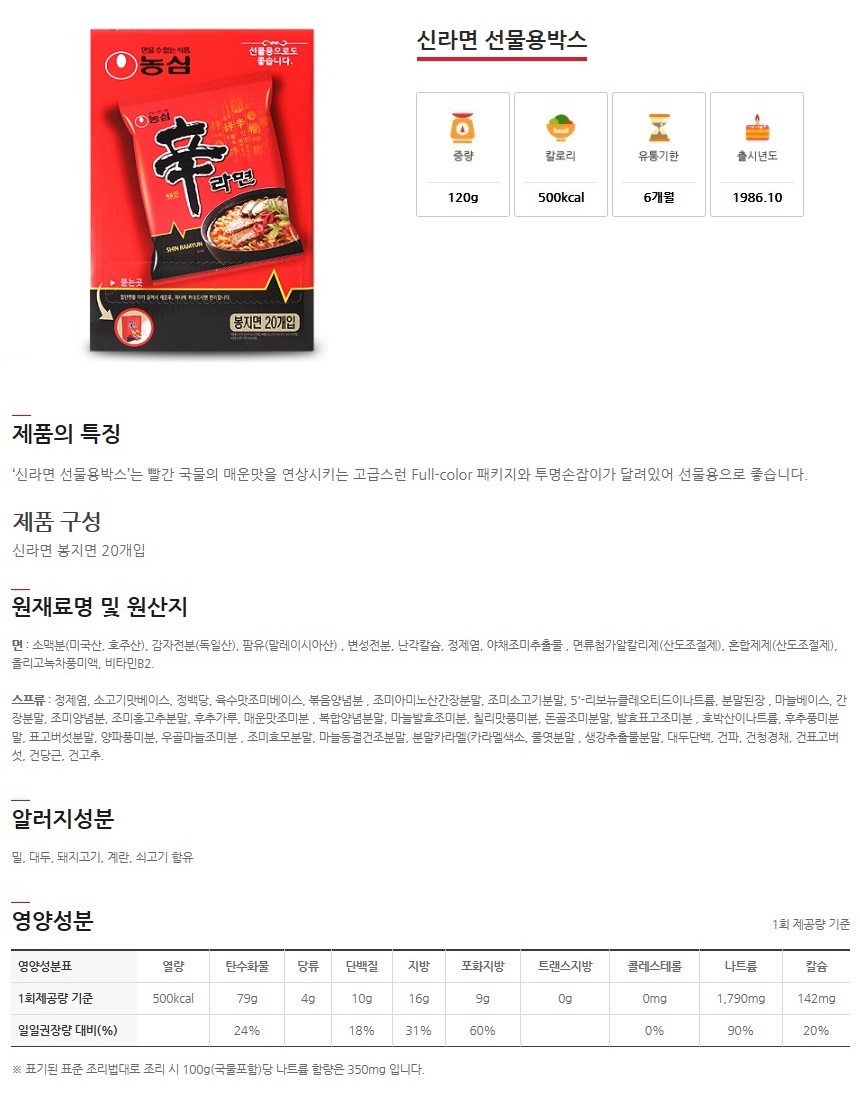 신라면 선물용박스
맛을 수 있는 식품
농심
선물용으로도
좋습니다.
농심
辛라면
SHIN RAMYUN
▶ 뜯는곳
봉지면 20개입
중량
칼로리
유통기한
출시년도
kcal
120g
500kcal
6개월
1986.10
제품의 특징
‘신라면 선물용박스’는 빨간 국물의 매운맛을 연상시키는 고급스런 Full-color 패키지와 투명손잡이가 달려있어 선물용으로 좋습니다.
제품 구성
신라면 봉지면 20개입
원재료명 및 원산지
면 : 소맥분(미국산, 호주산), 감자전분(독일산), 팜유(말레이시아산) , 변성전분, 난각칼슘, 정제염, 야채조미추출물 , 면류첨가알칼리제(산도조절제), 혼합제제(산도조절제),
올리고녹차풍미액, 비타민B2.
스프류 : 정제염, 소고기맛베이스, 정백당, 육수맛조미베이스, 볶음양념분 , 조미아미노산간장분말, 조미소고기분말, 5'-리보뉴클레오티드이나트륨, 분말된장 , 마늘베이스, 간
장분말, 조미양념분, 조미홍고추분말, 후추가루, 매운맛조미분 , 복합양념분말, 마늘발효조미분, 칠리맛풍미분, 돈골조미분말, 발효표고조미분 , 호박산이나트륨, 후추풍미분
말, 표고버섯분말, 양파풍미분, 우골마늘조미분 , 조미효모분말, 마늘동결건조분말, 분말카라멜(카라멜색소, 물엿분말 , 생강추출물분말, 대두단백, 건파, 건청경채, 건표고버
섯, 건당근, 건고추.
알러지성분
밀, 대두, 돼지고기, 계란, 쇠고기 함유
영양성분
1회 제공량 기준
영양성분표 열량 탄수화물 당류 단백질 지방 포화지방 트랜스지방 콜레스테롤 나트륨 칼슘
1회제공량 기준 500kcal 79g 4g 10g 16g 9g 0g 0mg 1,790mg 142mg
일일권장량 대비(%) 24% 18% 31% 60% 0% 90% 20%
※ 표기된 표준 조리법대로 조리 시 100g(국물포함)당 나트륨 함량은 350mg 입니다.